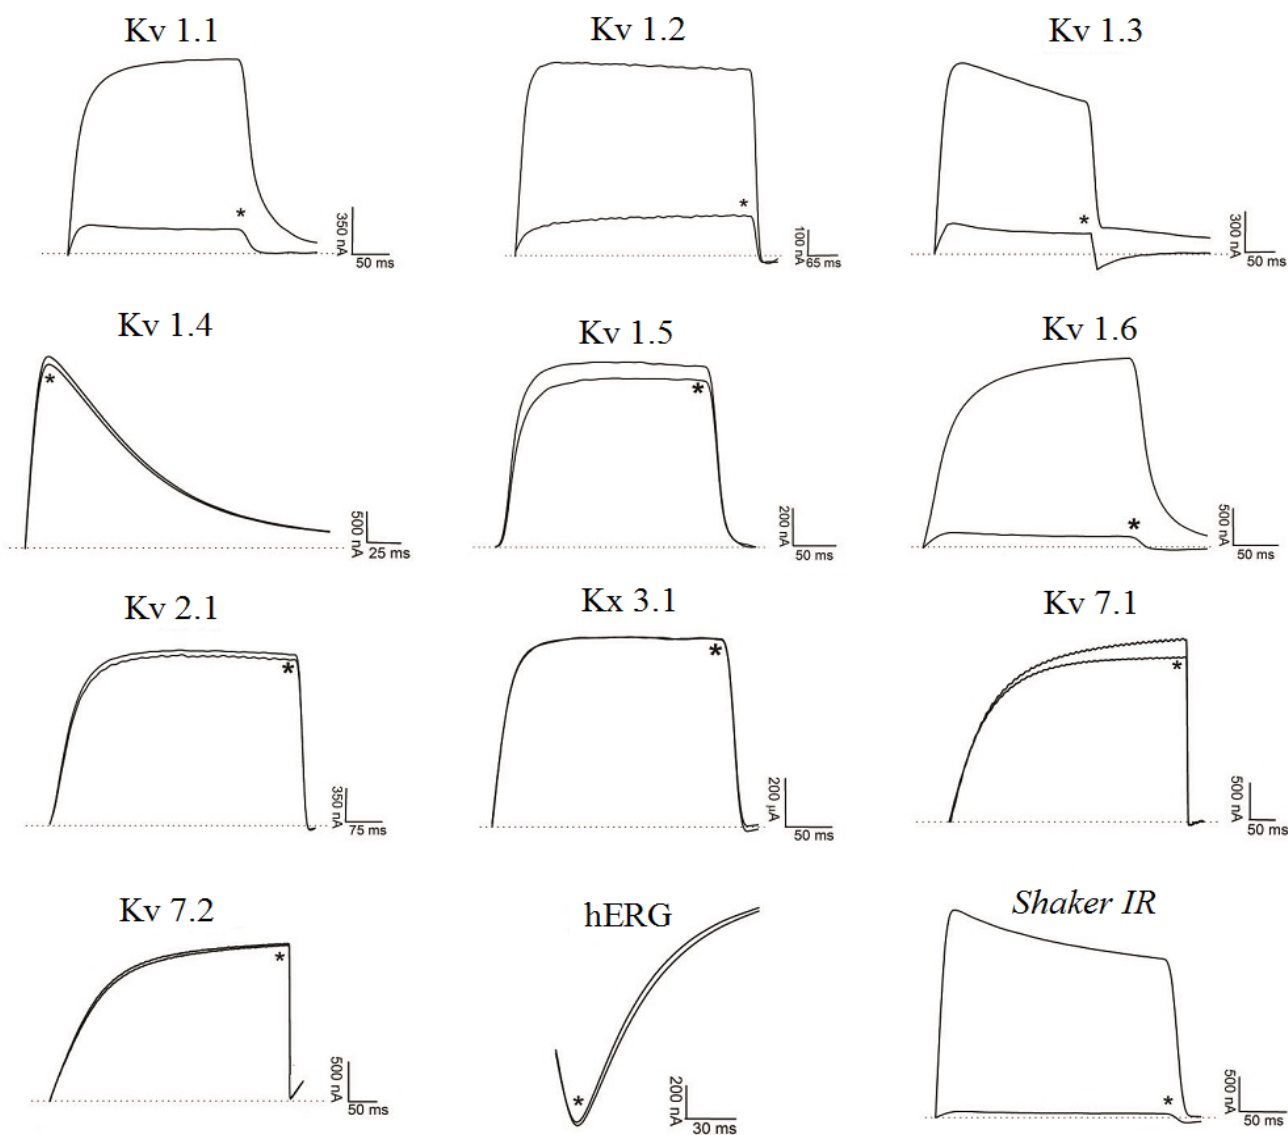 Kv 1.1
Kv 1.2
Kv 1.3
*
350 nA
50 ms
*
100 nA
65 ms
*
300 nA
50 ms
Kv 1.4
Kv 1.5
Kv 1.6
*
500 nA
25 ms
*
200 nA
50 ms
*
500 nA
50 ms
Kv 2.1
Kx 3.1
Kv 7.1
*
350 nA
75 ms
*
200 µA
50 ms
*
500 nA
50 ms
Kv 7.2
hERG
Shaker IR
*
500 nA
50 ms
*
200 nA
30 ms
*
500 nA
50 ms